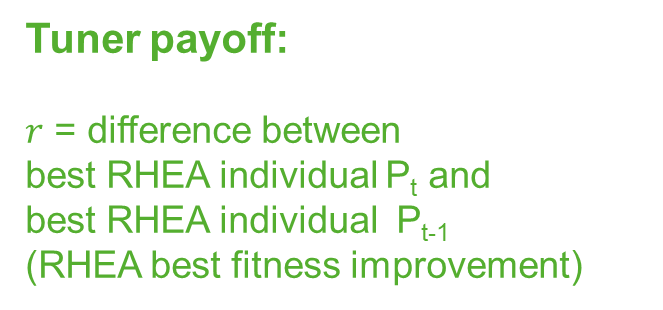 Tuner payoff:
r = difference between
best RHEA individual Pt and
best RHEA individual Pt-1
(RHEA best fitness improvement)